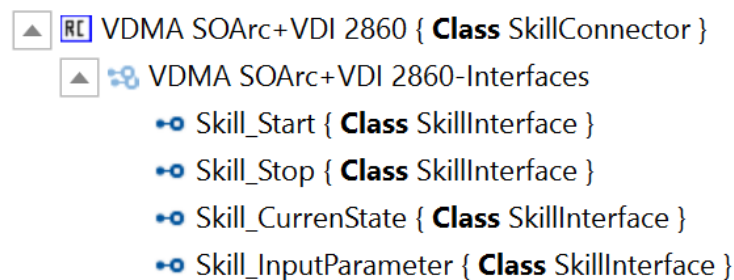 RC VDMA SOArc+VDI 2860 { Class SkillConnector }
VDMA SOArc+VDI 2860-Interfaces
Skill_Start { Class SkillInterface }
Skill_Stop { Class SkillInterface }
Skill_CurrenState { Class SkillInterface }
Skill_InputParameter { Class SkillInterface }